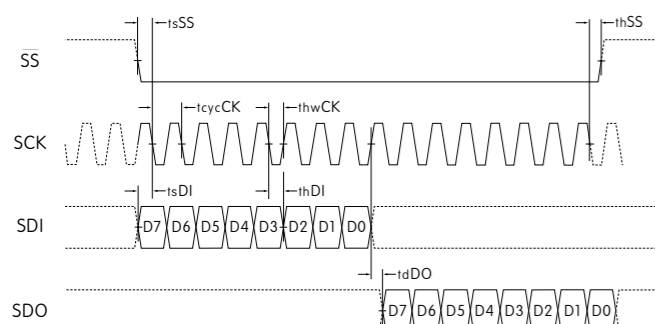 tsSS
thSS
SS
tcycCK
thwCK
SCK
tsDI
thDI
SDI
D7 D6 D5 D4 D3 D2 D1 D0
tdDO
SDO
D7 D6 D5 D4 D3 D2 D1 D0